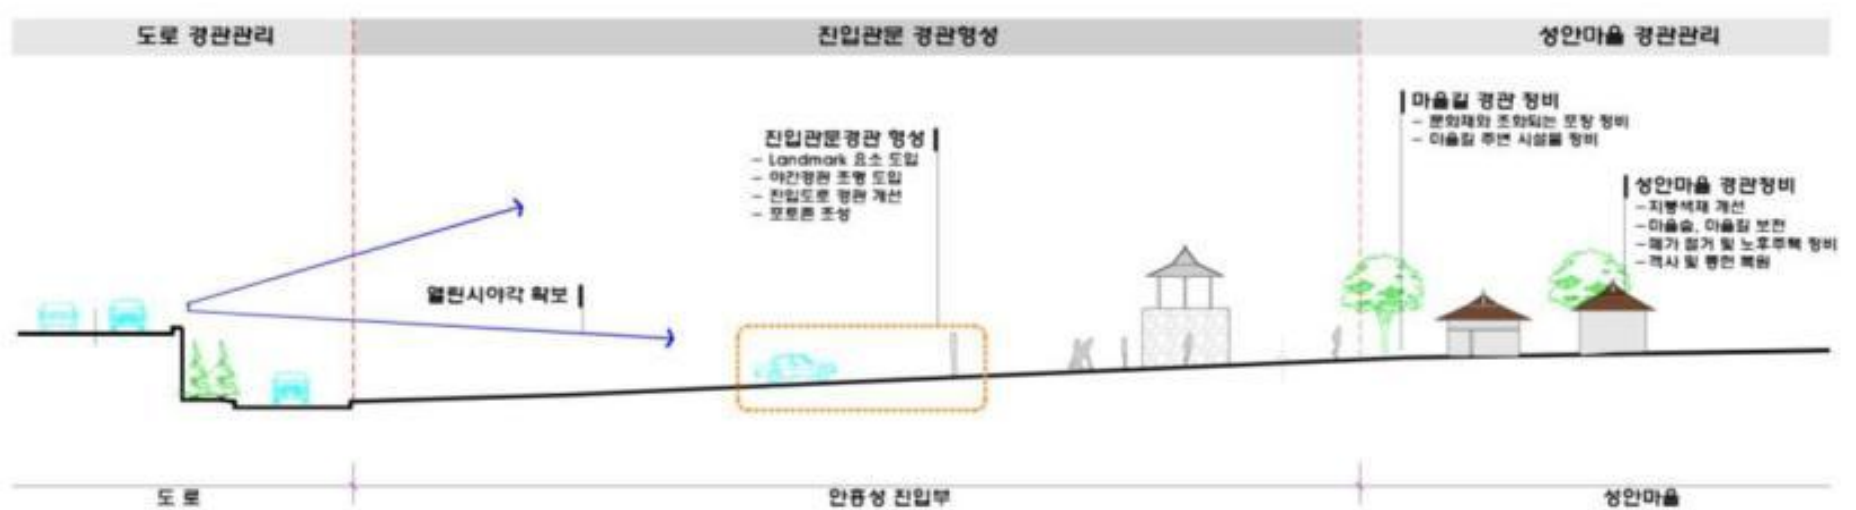 도로 경관관리
진입관문 경관형성
성안마을 경관관리
마을길 경관 정비
- 문화재와 조화되는 포장 정비
- 마을길 주변 시설물 정비
진입관문경관 형성
- Landmark 요소 도입
- 야간경관 조명 도입
- 진입도로 경관 개선
- 포토존 조성
성안마을 경관정비
- 지붕색채 개선
- 마을숲, 마을길 보전
- 폐가 철거 및 노후주택 정비
- 객사 및 동헌 복원
열린시야각 확보
도 로
안흥성 진입부
성안마을